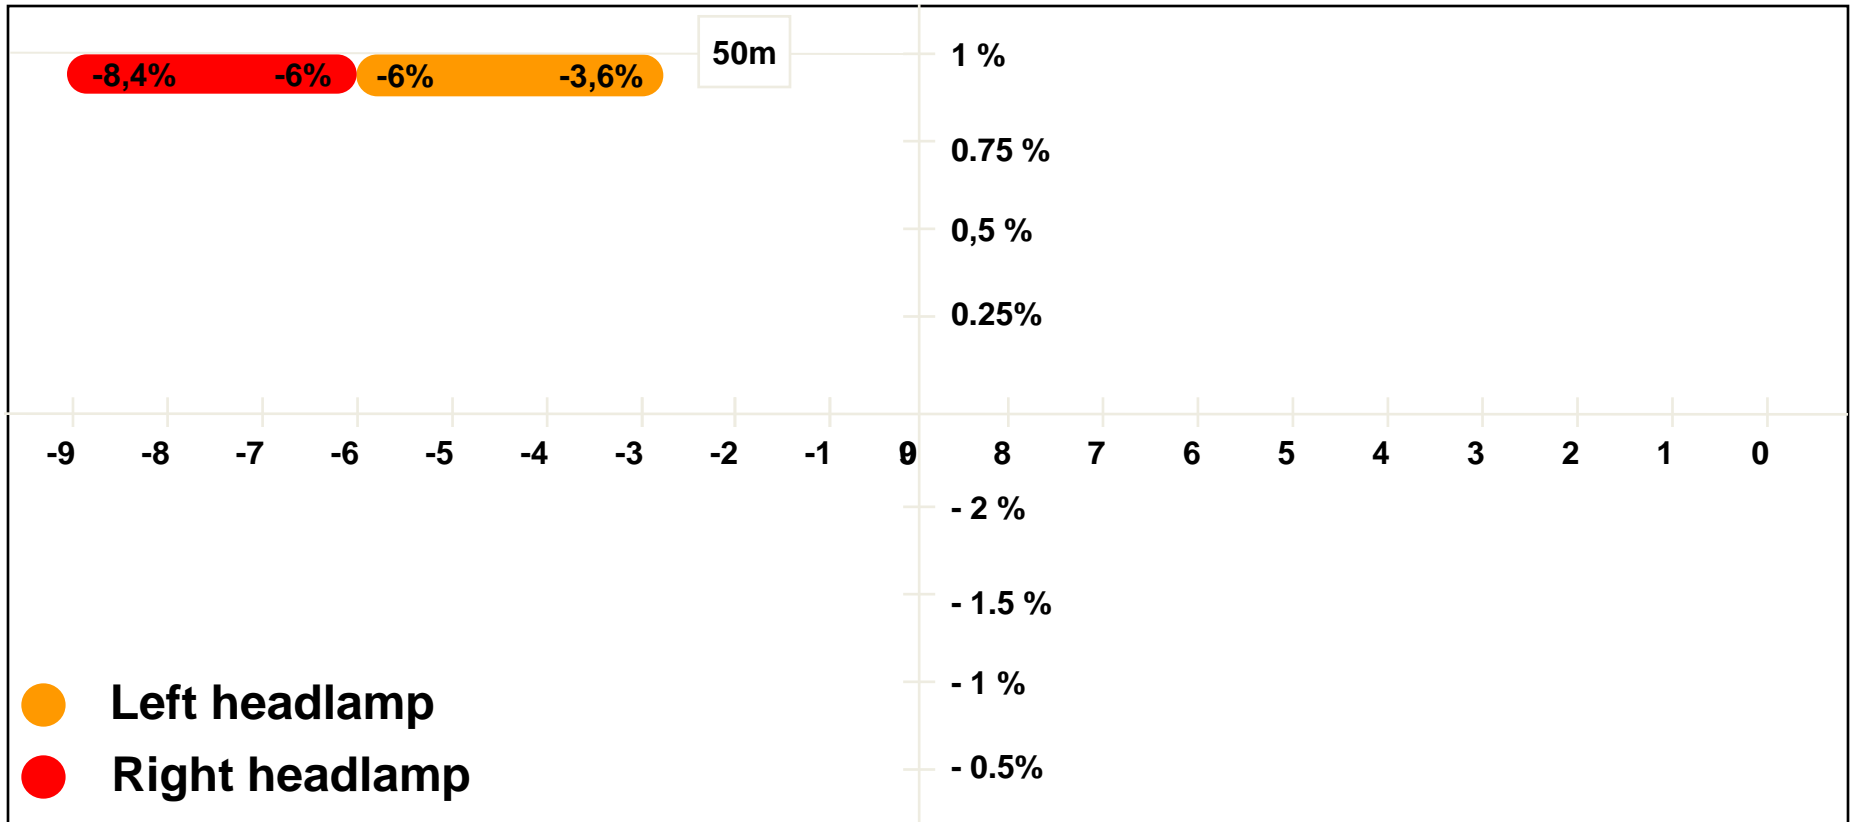 50m
1 %
-8,4% -6% -6% -3,6%
0.75 %
0,5 %
0.25%
-9 -8 -7 -6 -5 -4 -3 -2 -1 0 9 8 7 6 5 4 3 2 1 0
- 2 %
- 1.5 %
- 1 %
Left headlamp
- 0.5%
Right headlamp